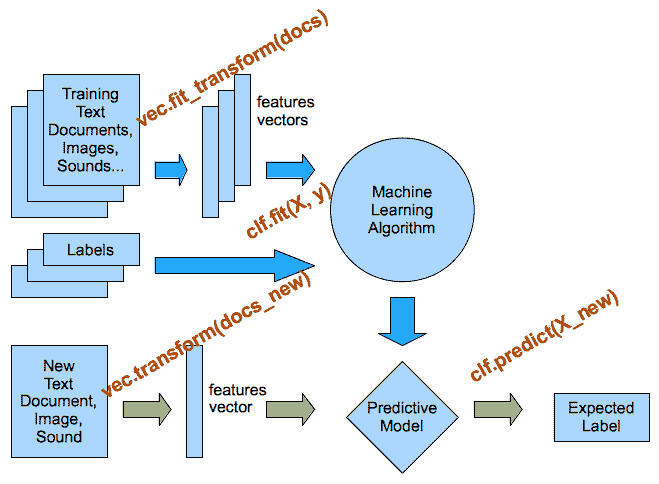 vec.fit_transform(docs)
Training
Text
Documents,
Images,
Sounds...
features
vectors
clf.fit(X, y)
Machine
Learning
Algorithm
Labels
vec.transform(docs_new)
clf.predict(X_new)
New
Text
Document,
Image,
Sound
features
vector
Predictive
Model
Expected
Label